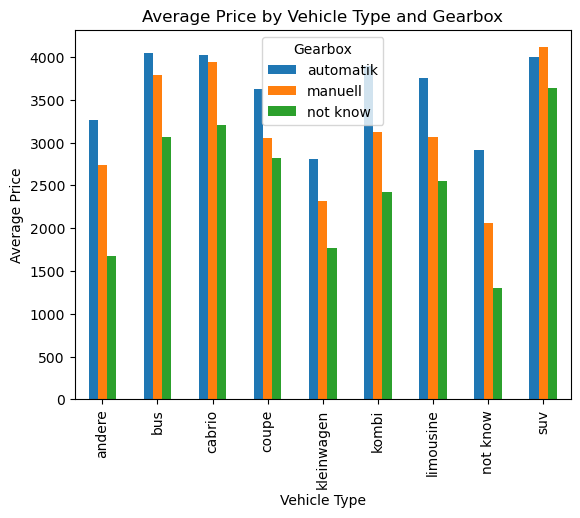 Average Price by Vehicle Type and Gearbox
Gearbox
automatik
manuell
not know
Average Price
4000
3500
3000
2500
2000
1500
1000
500
0
andere
bus
cabrio
coupe
kleinwagen
kombi
limousine
not know
suv
Vehicle Type